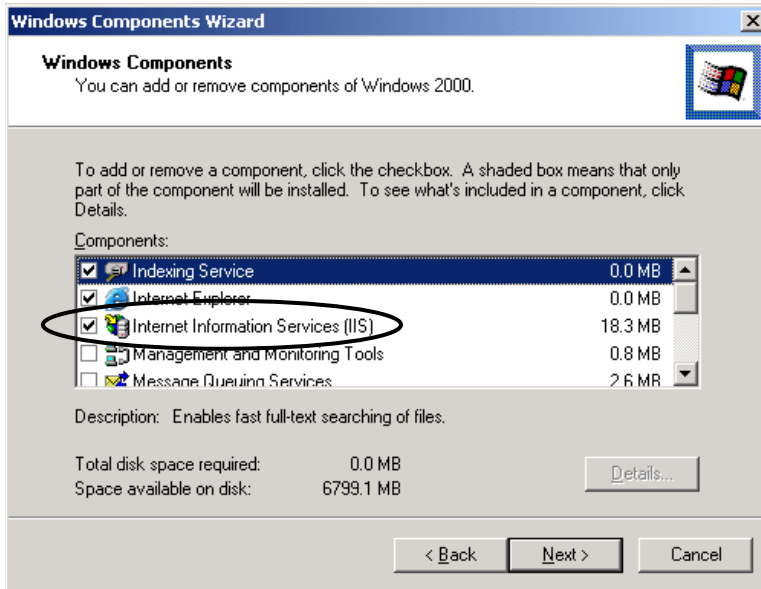 Windows Components Wizard
Windows Components
You can add or remove components of Windows 2000.
To add or remove a component, click the checkbox. A shaded box means that only
part of the component will be installed. To see what's included in a component, click
Details.
Components:
Indexing Service 0.0 MB
Internet Explorer 0.0 MB
Internet Information Services (IIS) 18.3 MB
Management and Monitoring Tools 0.8 MB
Message Queuing Services 2.6 MB
Description: Enables fast full-text searching of files.
Total disk space required: 0.0 MB
Space available on disk: 6799.1 MB
Details...
< Back Next > Cancel